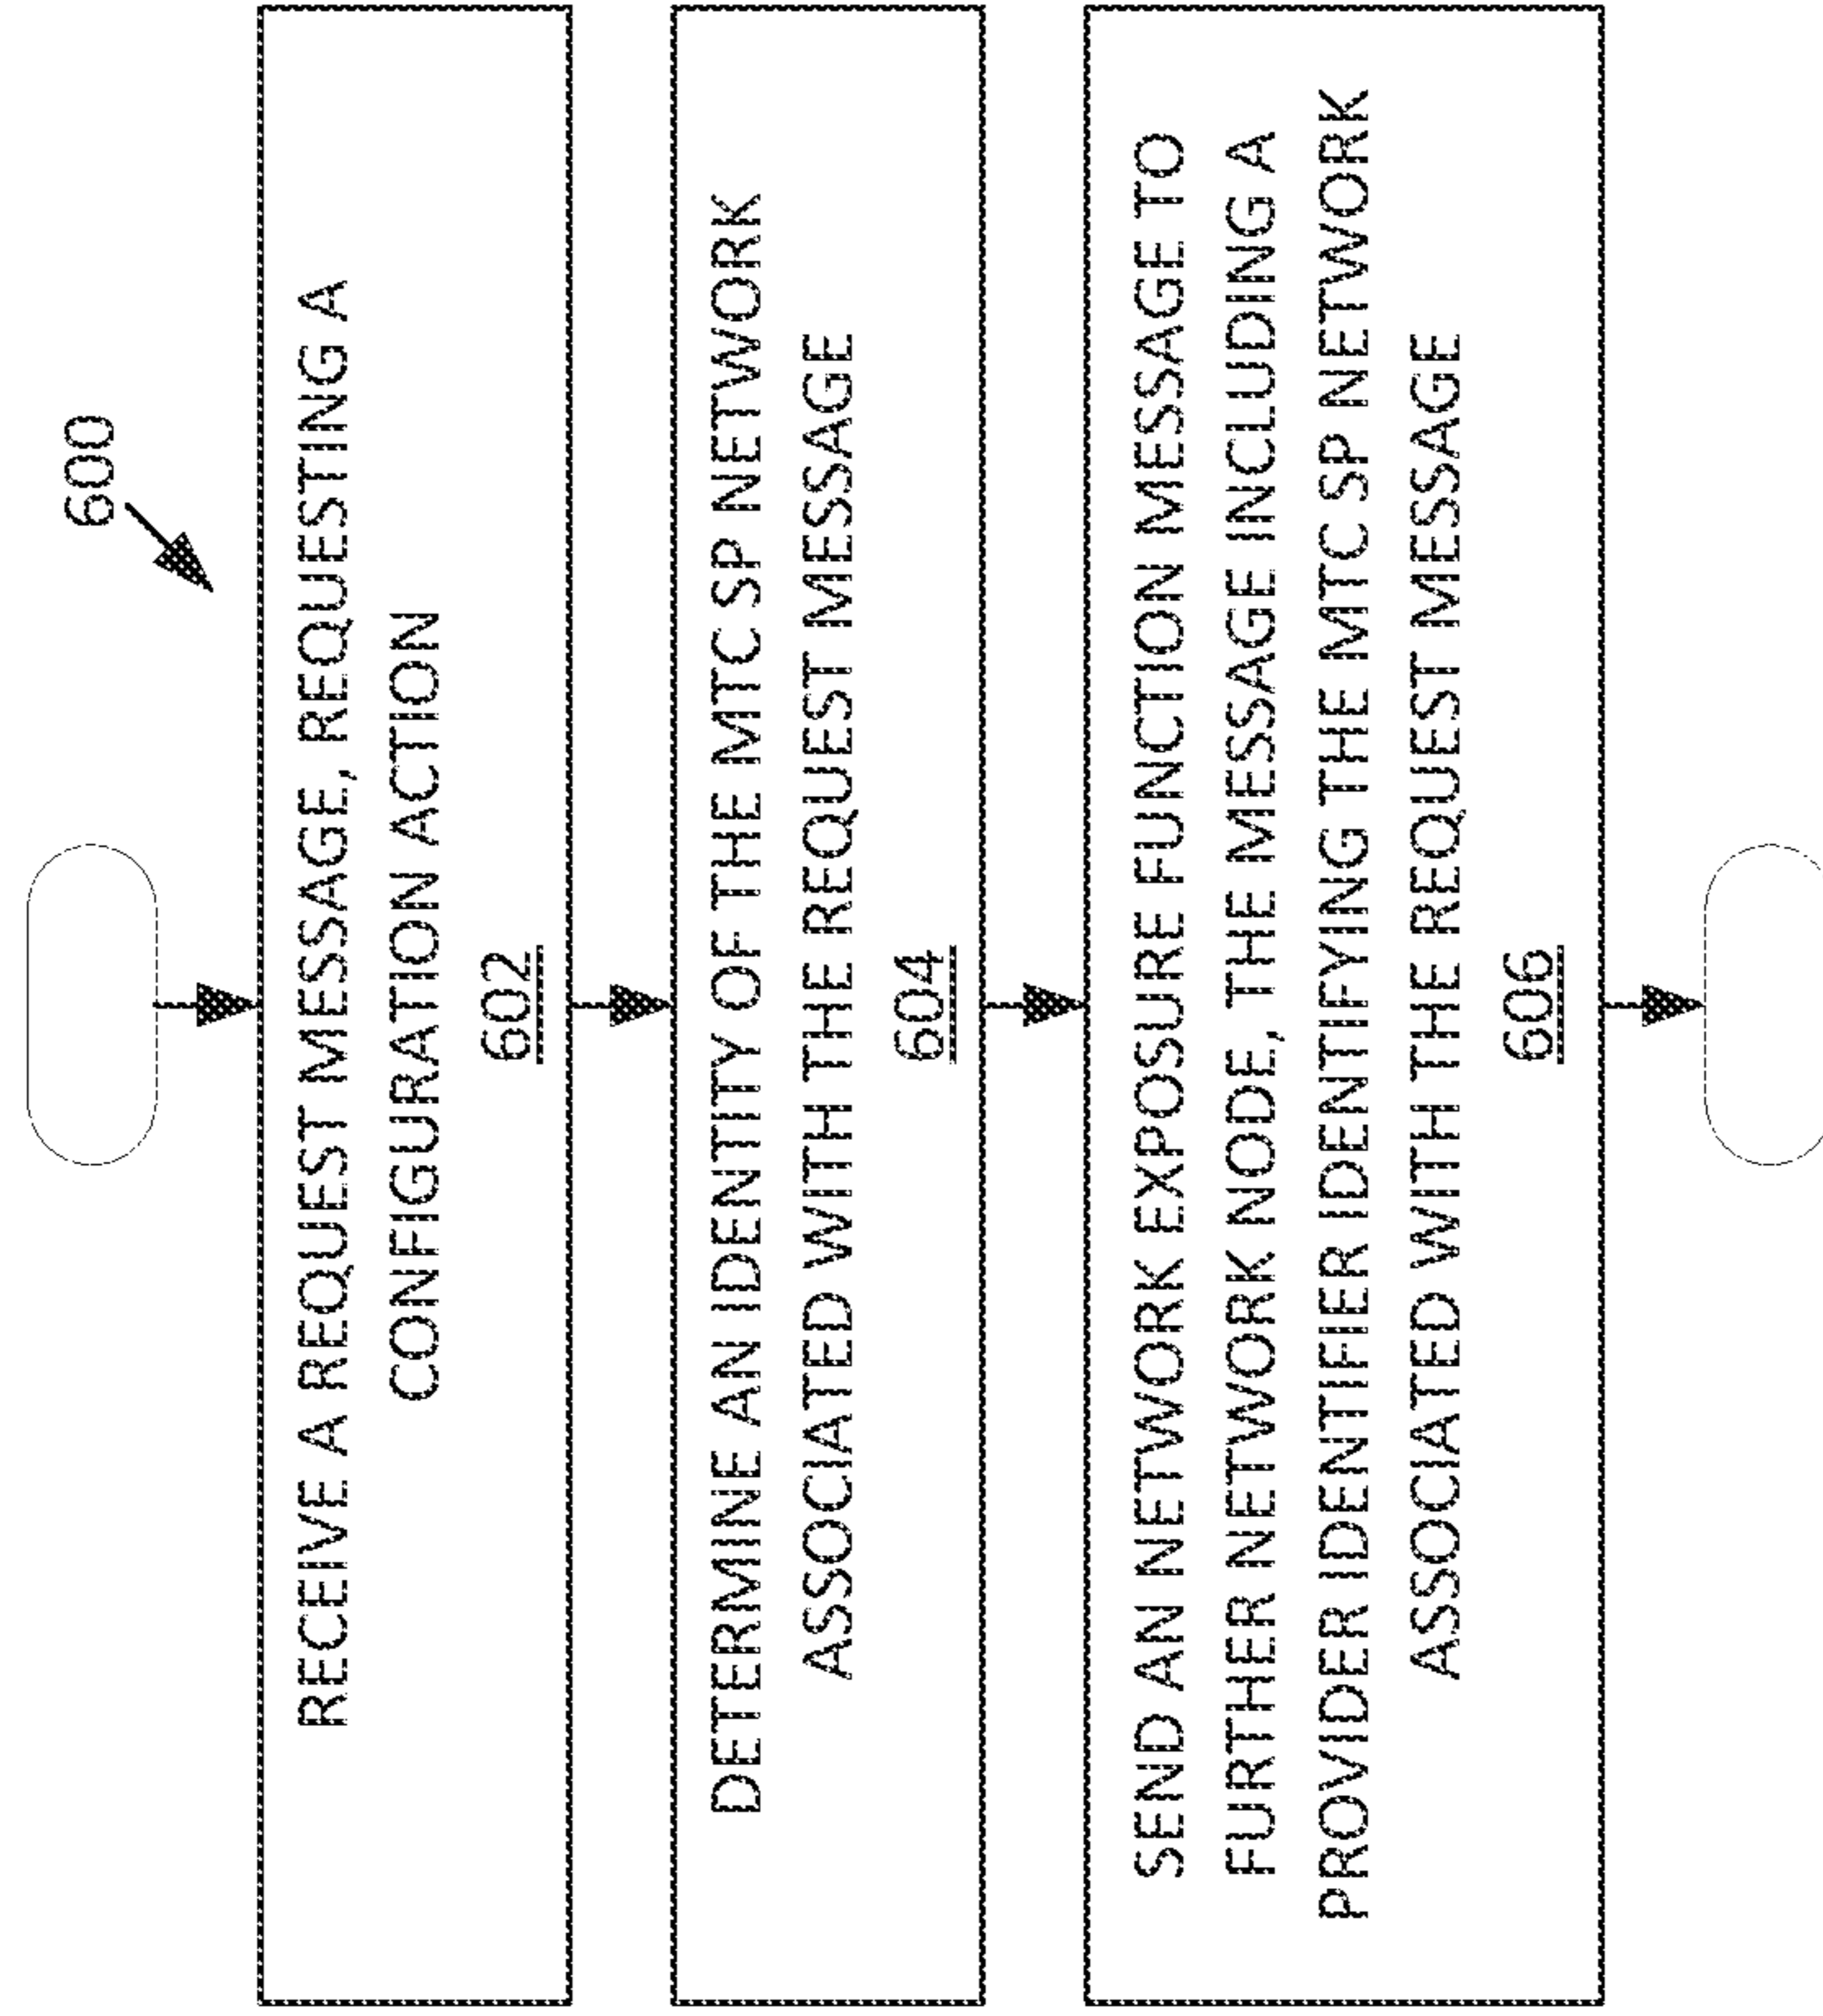 600
RECEIVE A REQUEST MESSAGE, REQUESTING A
CONFIGURATION ACTION
602
DETERMINE AN IDENTITY OF THE MTC SP NETWORK
ASSOCIATED WITH THE REQUEST MESSAGE
604
SEND AN NETWORK EXPOSURE FUNCTION MESSAGE TO
FURTHER NETWORK NODE, THE MESSAGE INCLUDING A
PROVIDER IDENTIFIER IDENTIFYING THE MTC SP NETWORK
ASSOCIATED WITH THE REQUEST MESSAGE
606